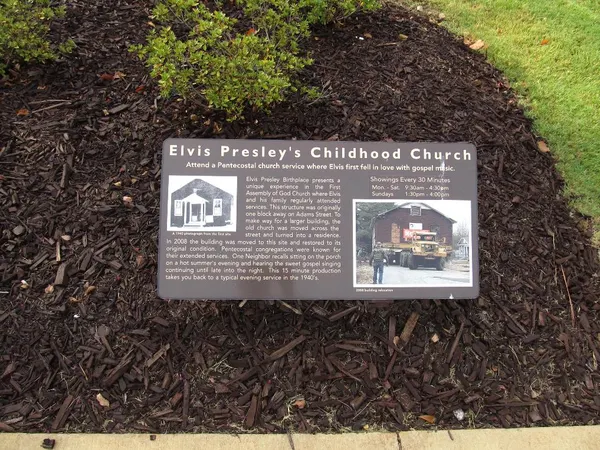 Elvis Presley's Childhood Church
Attend a Pentecostal church service where Elvis first fell in love with gospel music.
Elvis Presley Birthplace presents a
unique experience in the First
Assembly of God Church where Elvis
and his family regularly attended
services. This structure was originally
one block away on Adams Street. To
make way for a larger building, the
old church was moved across the
street and turned into a residence.
In 2008 the building was moved to this site and restored to its
original condition. Pentecostal congregations were known for
their extended services. One Neighbor recalls sitting on the porch
on a hot summer's evening and hearing the sweet gospel singing
continuing until late into the night. This 15 minute production
takes you back to a typical evening service in the 1940's.
Showings Every 30 Minutes
Mon. - Sat. 9:30am - 4:30pm
Sundays 1:30pm - 4:00pm
2008 building relocation